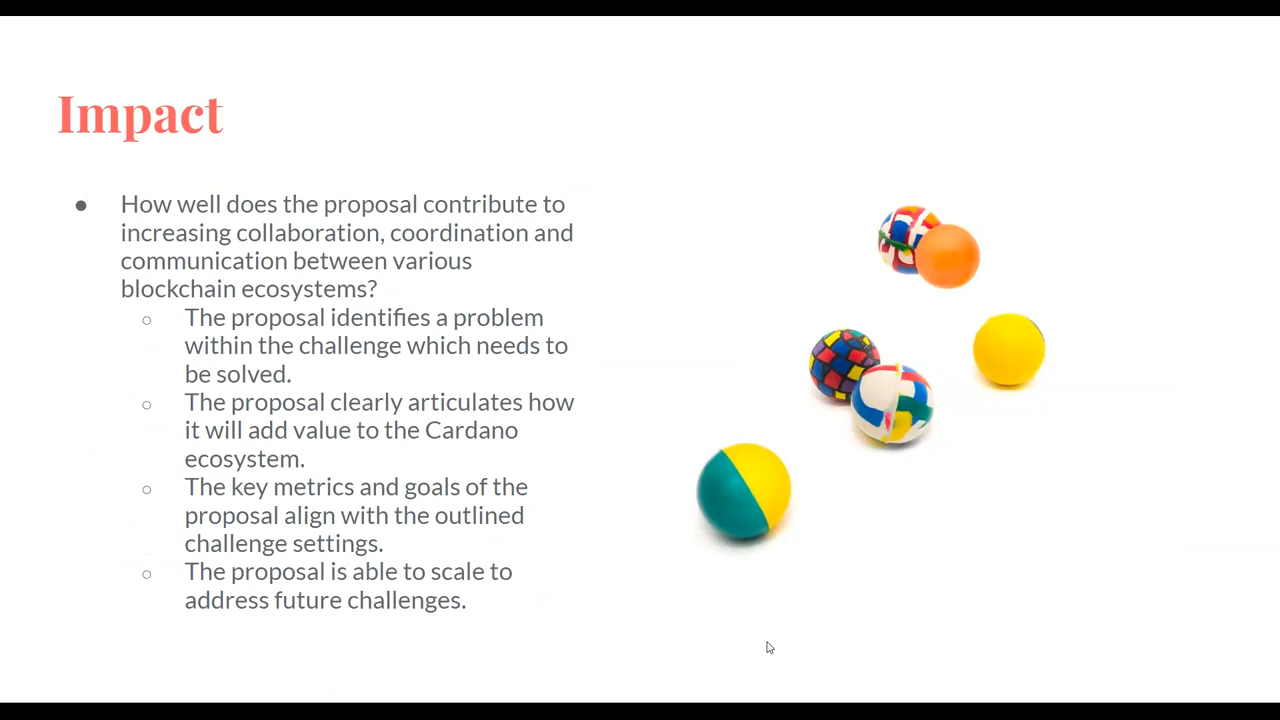 Impact
● How well does the proposal contribute to
increasing collaboration, coordination and
communication between various
blockchain ecosystems?
○ The proposal identifies a problem
within the challenge which needs to
be solved.
○ The proposal clearly articulates how
it will add value to the Cardano
ecosystem.
○ The key metrics and goals of the
proposal align with the outlined
challenge settings.
○ The proposal is able to scale to
address future challenges.